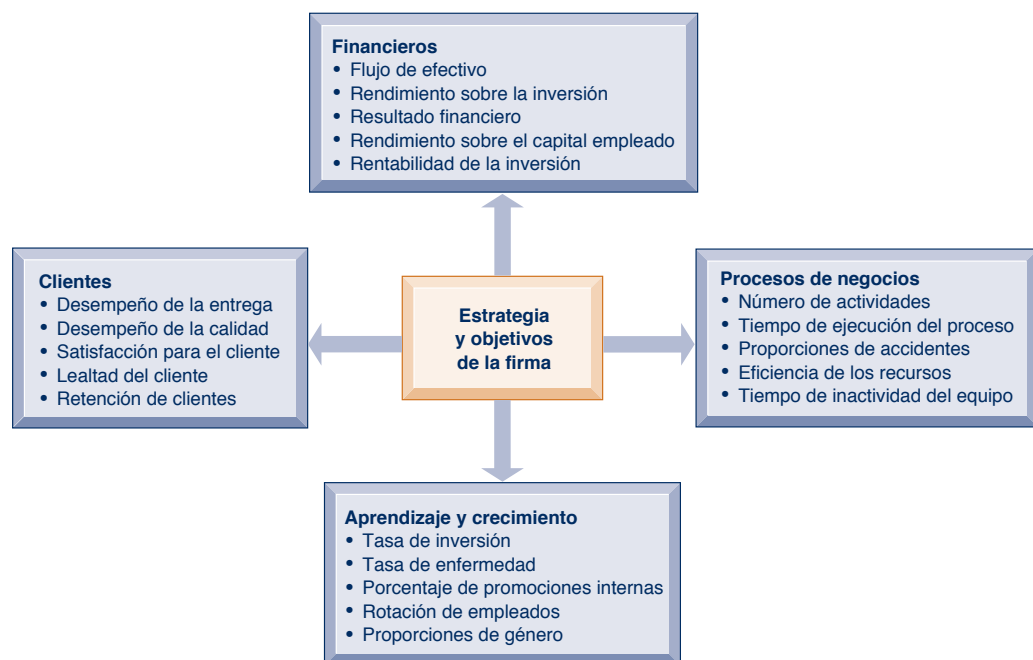 Financieros
• Flujo de efectivo
• Rendimiento sobre la inversión
• Resultado financiero
• Rendimiento sobre el capital empleado
• Rentabilidad de la inversión
Clientes
• Desempeño de la entrega
• Desempeño de la calidad
• Satisfacción para el cliente
• Lealtad del cliente
• Retención de clientes
Estrategia
y objetivos
de la firma
Procesos de negocios
• Número de actividades
• Tiempo de ejecución del proceso
• Proporciones de accidentes
• Eficiencia de los recursos
• Tiempo de inactividad del equipo
Aprendizaje y crecimiento
• Tasa de inversión
• Tasa de enfermedad
• Porcentaje de promociones internas
• Rotación de empleados
• Proporciones de género